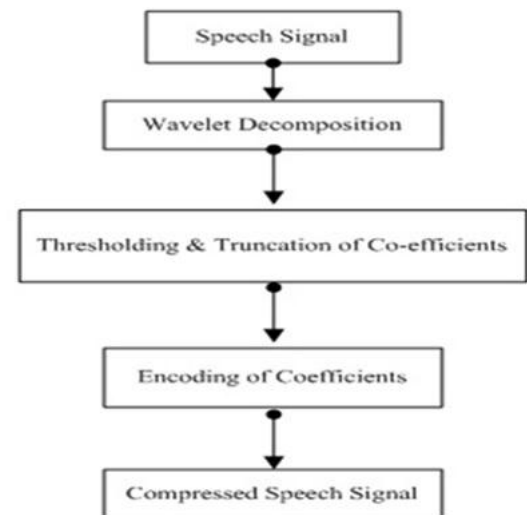 Speech Signal
Wavelet Decomposition
Thresholding & Truncation of Co-efficients
Encoding of Coefficients
Compressed Speech Signal